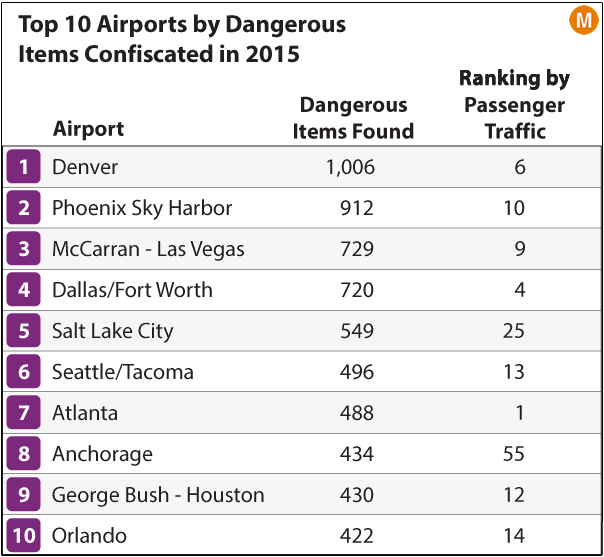 Top 10 Airports by Dangerous
Items Confiscated in 2015
M
Airport
Dangerous
Items Found
Ranking by
Passenger
Traffic
1 Denver 1,006 6
2 Phoenix Sky Harbor 912 10
3 McCarran - Las Vegas 729 9
4 Dallas/Fort Worth 720 4
5 Salt Lake City 549 25
6 Seattle/Tacoma 496 13
7 Atlanta 488 1
8 Anchorage 434 55
9 George Bush - Houston 430 12
10 Orlando 422 14